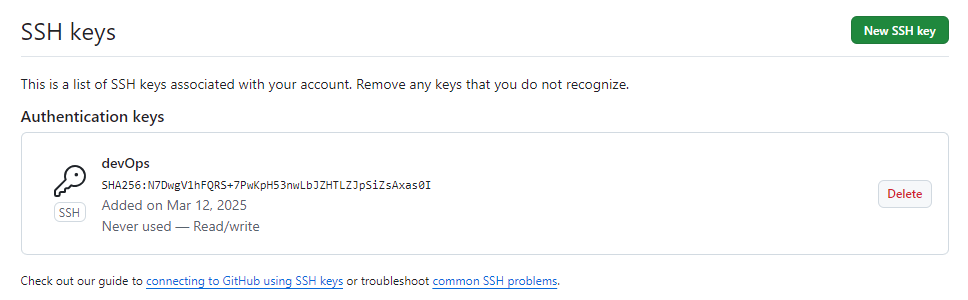 SSH keys
New SSH key
This is a list of SSH keys associated with your account. Remove any keys that you do not recognize.
Authentication keys
devOps
SHA256:N7DwgV1hFQRS+7PwKpH53nwLbJZHTLZJpSiZsAxas0I
Added on Mar 12, 2025
Never used — Read/write
SSH
Delete
Check out our guide to connecting to GitHub using SSH keys or troubleshoot common SSH problems.